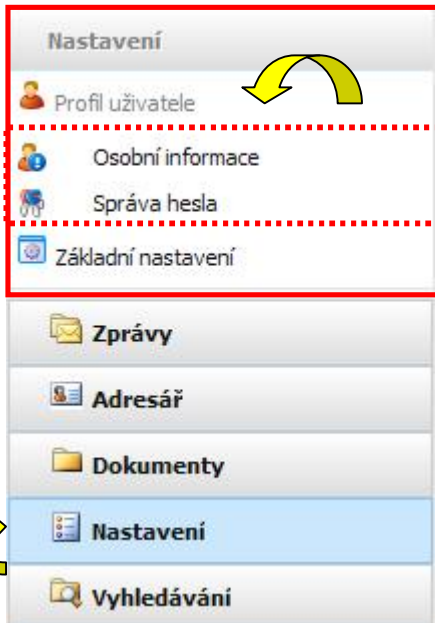 Nastavení
Profil uživatele
Osobní informace
Správa hesla
Základní nastavení
Zprávy
Adresář
Dokumenty
Nastavení
Vyhledávání